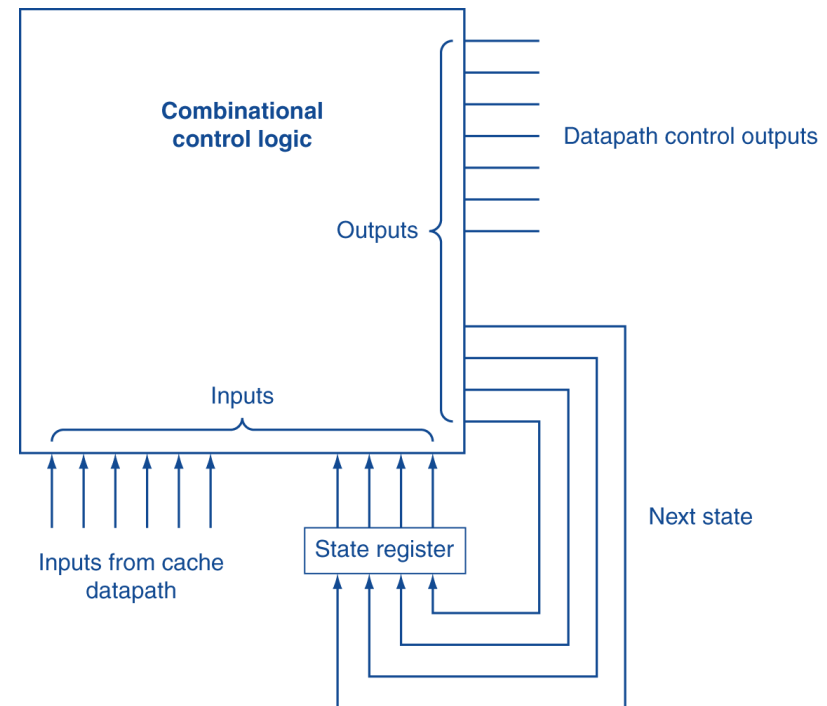 Combinational
control logic
Datapath control outputs
Outputs
Inputs
Next state
State register
Inputs from cache
datapath